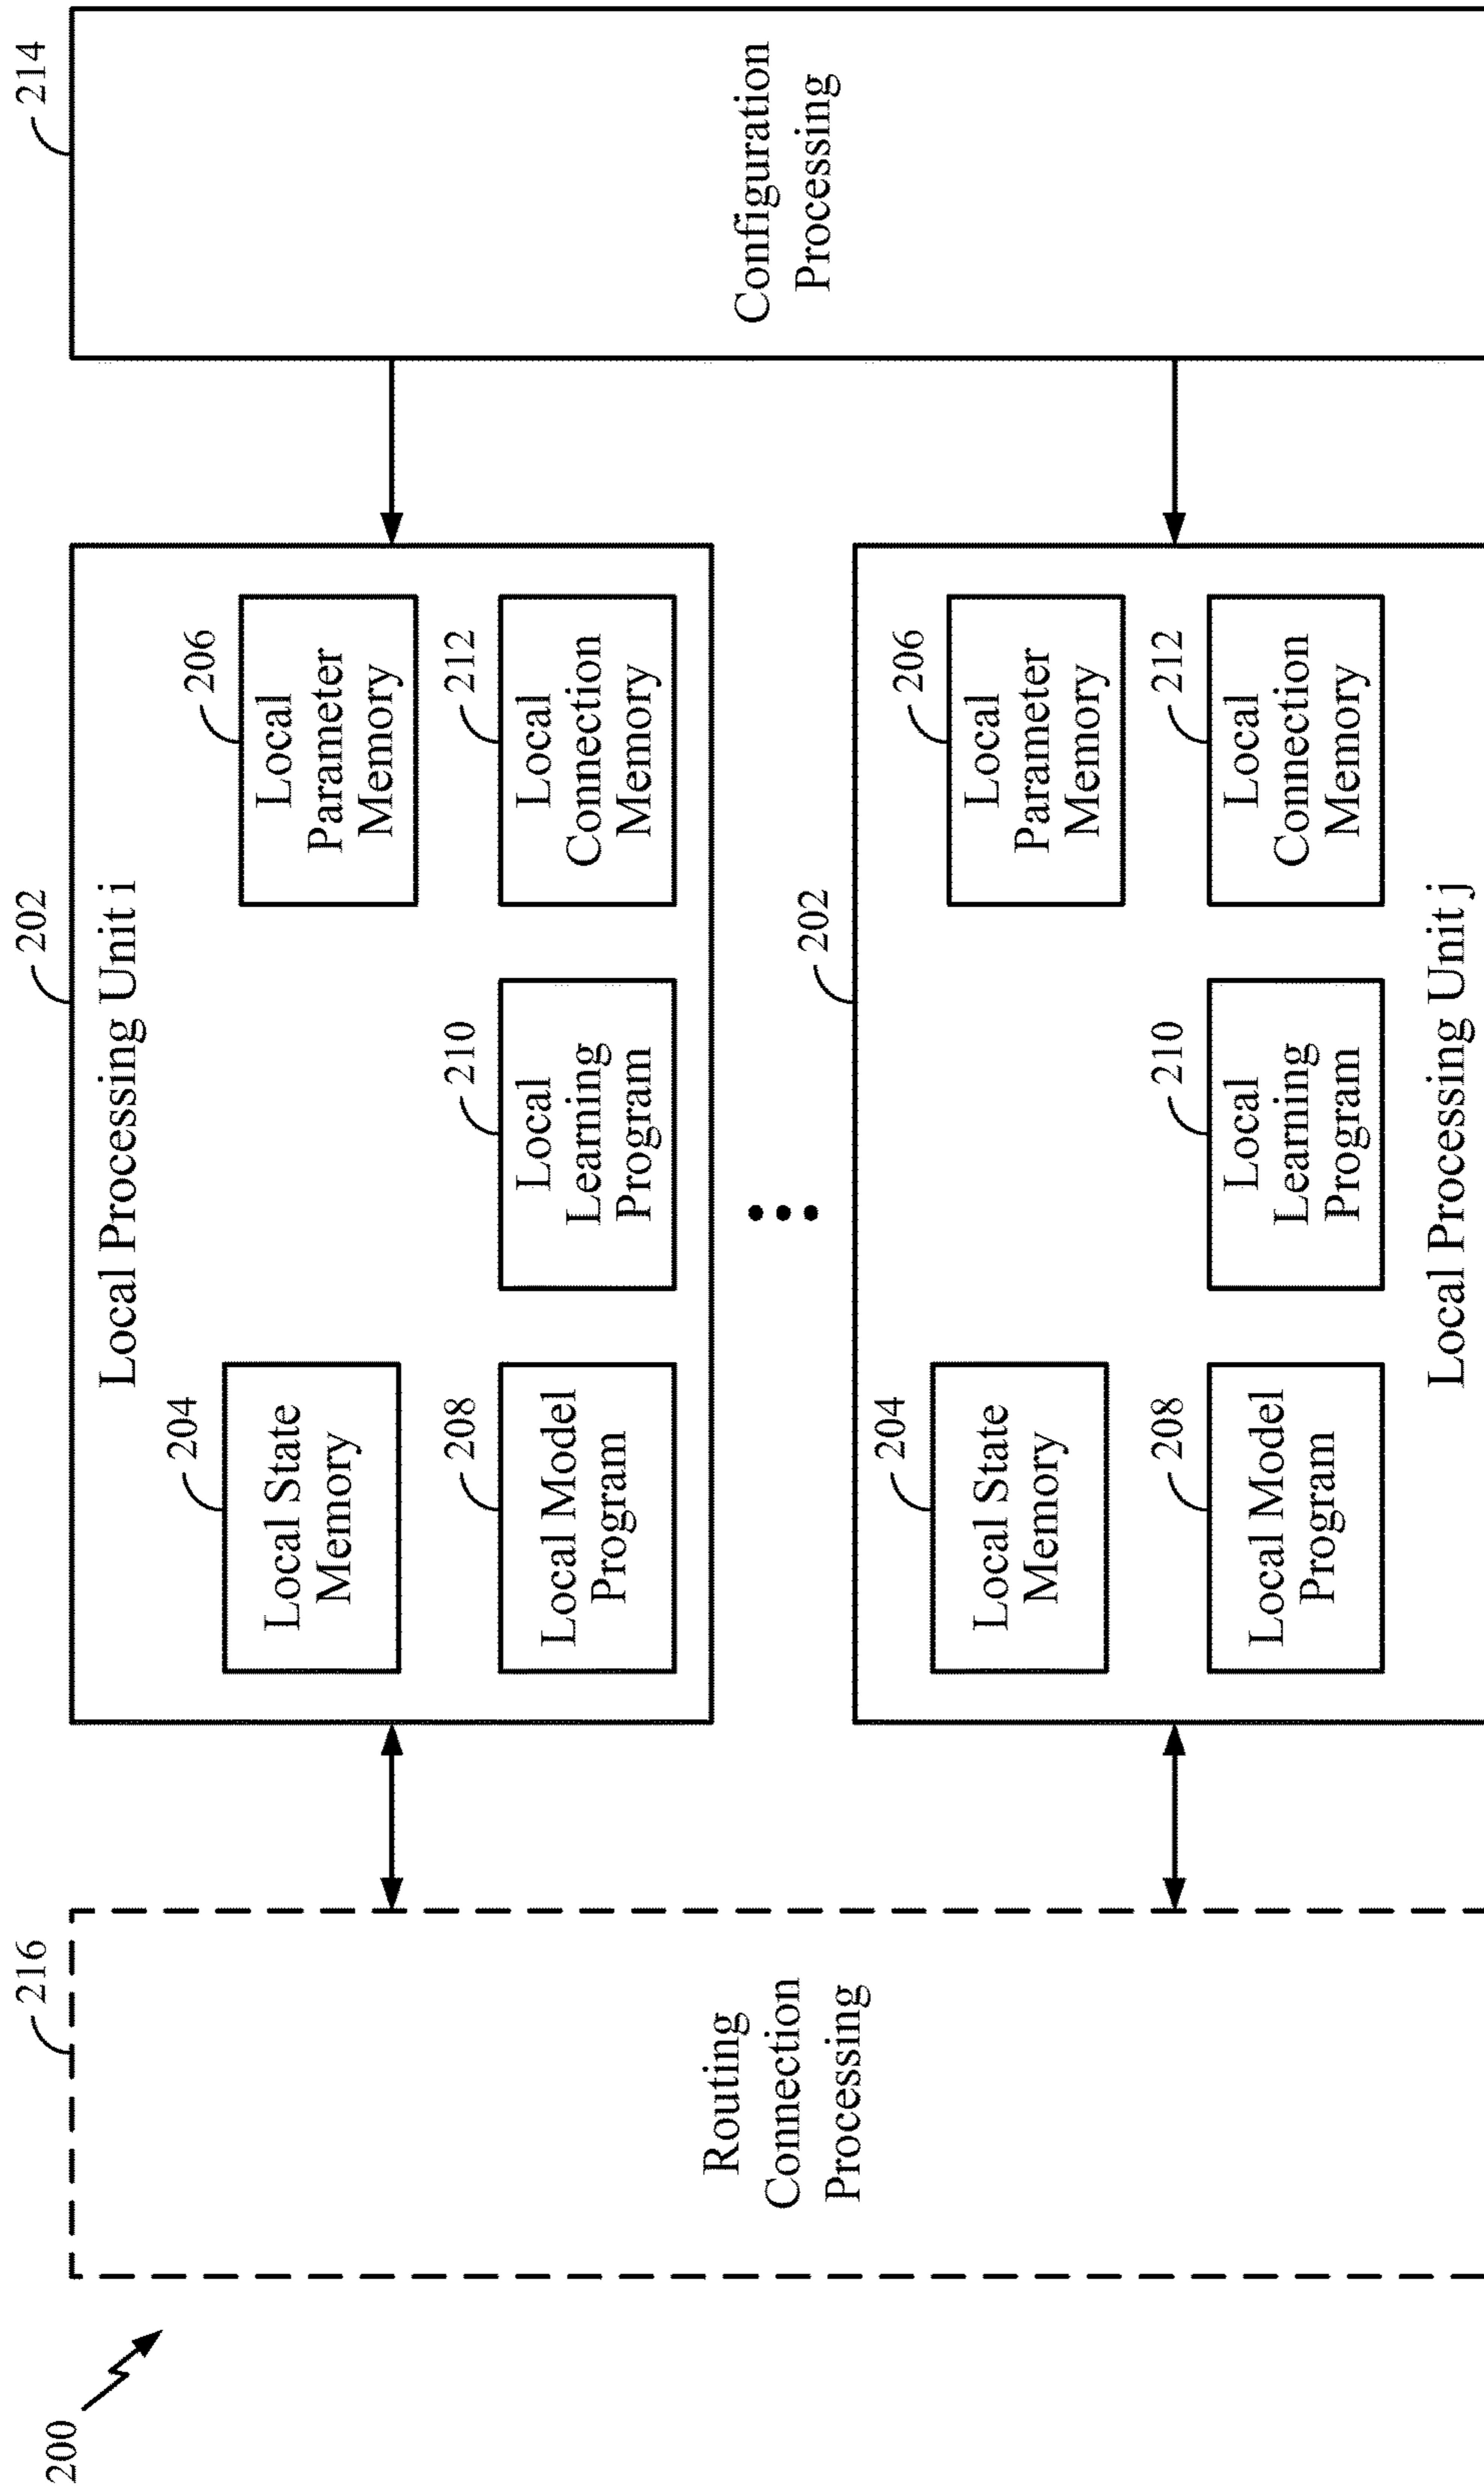 200
216
Routing
Connection
Processing
202
Local Processing Unit i
204
Local State
Memory
206
Local
Parameter
Memory
208
Local Model
Program
210
Local
Learning
Program
212
Local
Connection
Memory
202
204
Local State
Memory
206
Local
Parameter
Memory
208
Local Model
Program
210
Local
Learning
Program
212
Local
Connection
Memory
Local Processing Unit j
214
Configuration
Processing